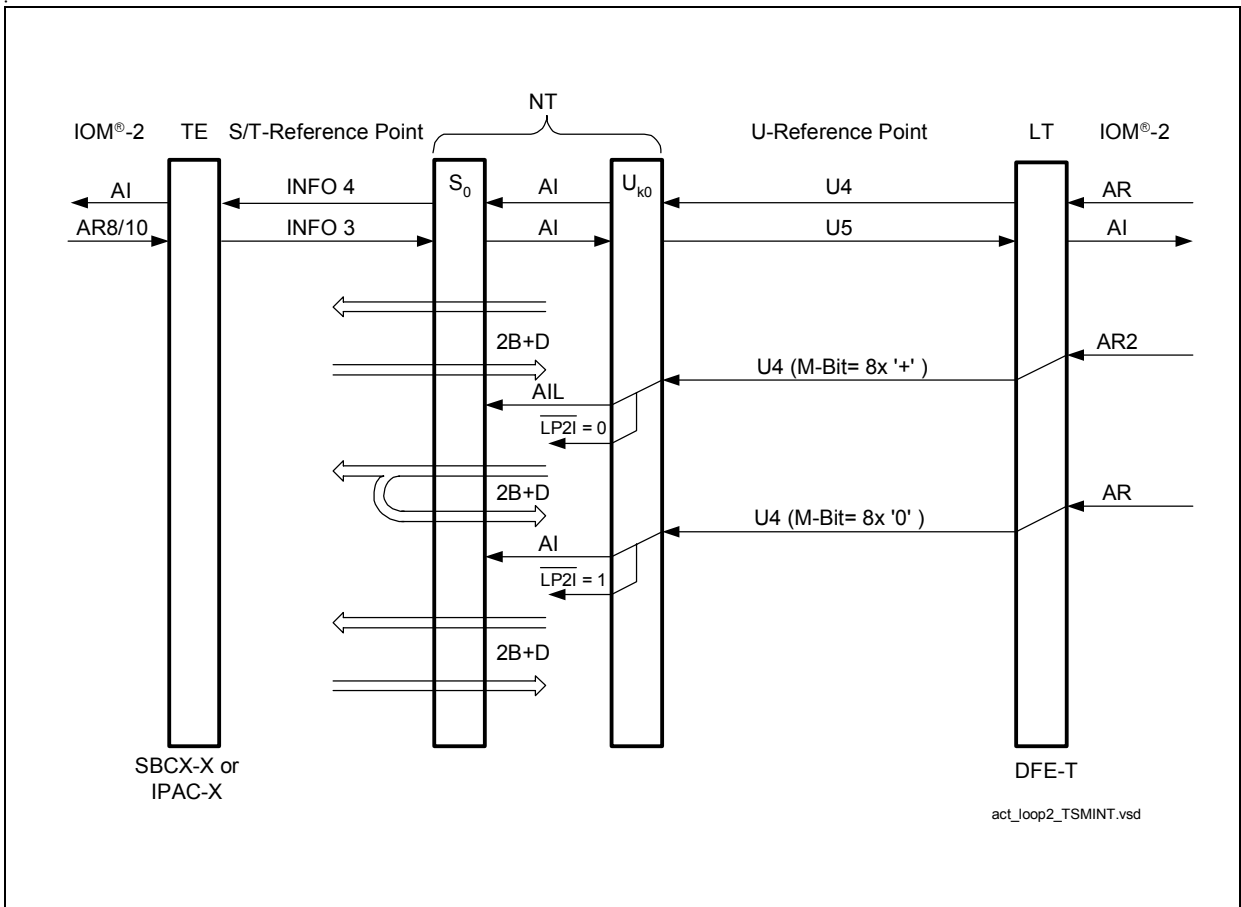 NT
IOM®-2 TE S/T-Reference Point U-Reference Point LT IOM®-2
S0 Uk0
AI INFO 4 AI U4 AR
AR8/10 INFO 3 AI U5 AI
2B+D
AR2
U4 (M-Bit= 8x '+' )
AIL
LP2I = 0
2B+D
AR
U4 (M-Bit= 8x '0' )
AI
LP2I = 1
2B+D
SBCX-X or
IPAC-X
DFE-T
act_loop2_TSMINT.vsd